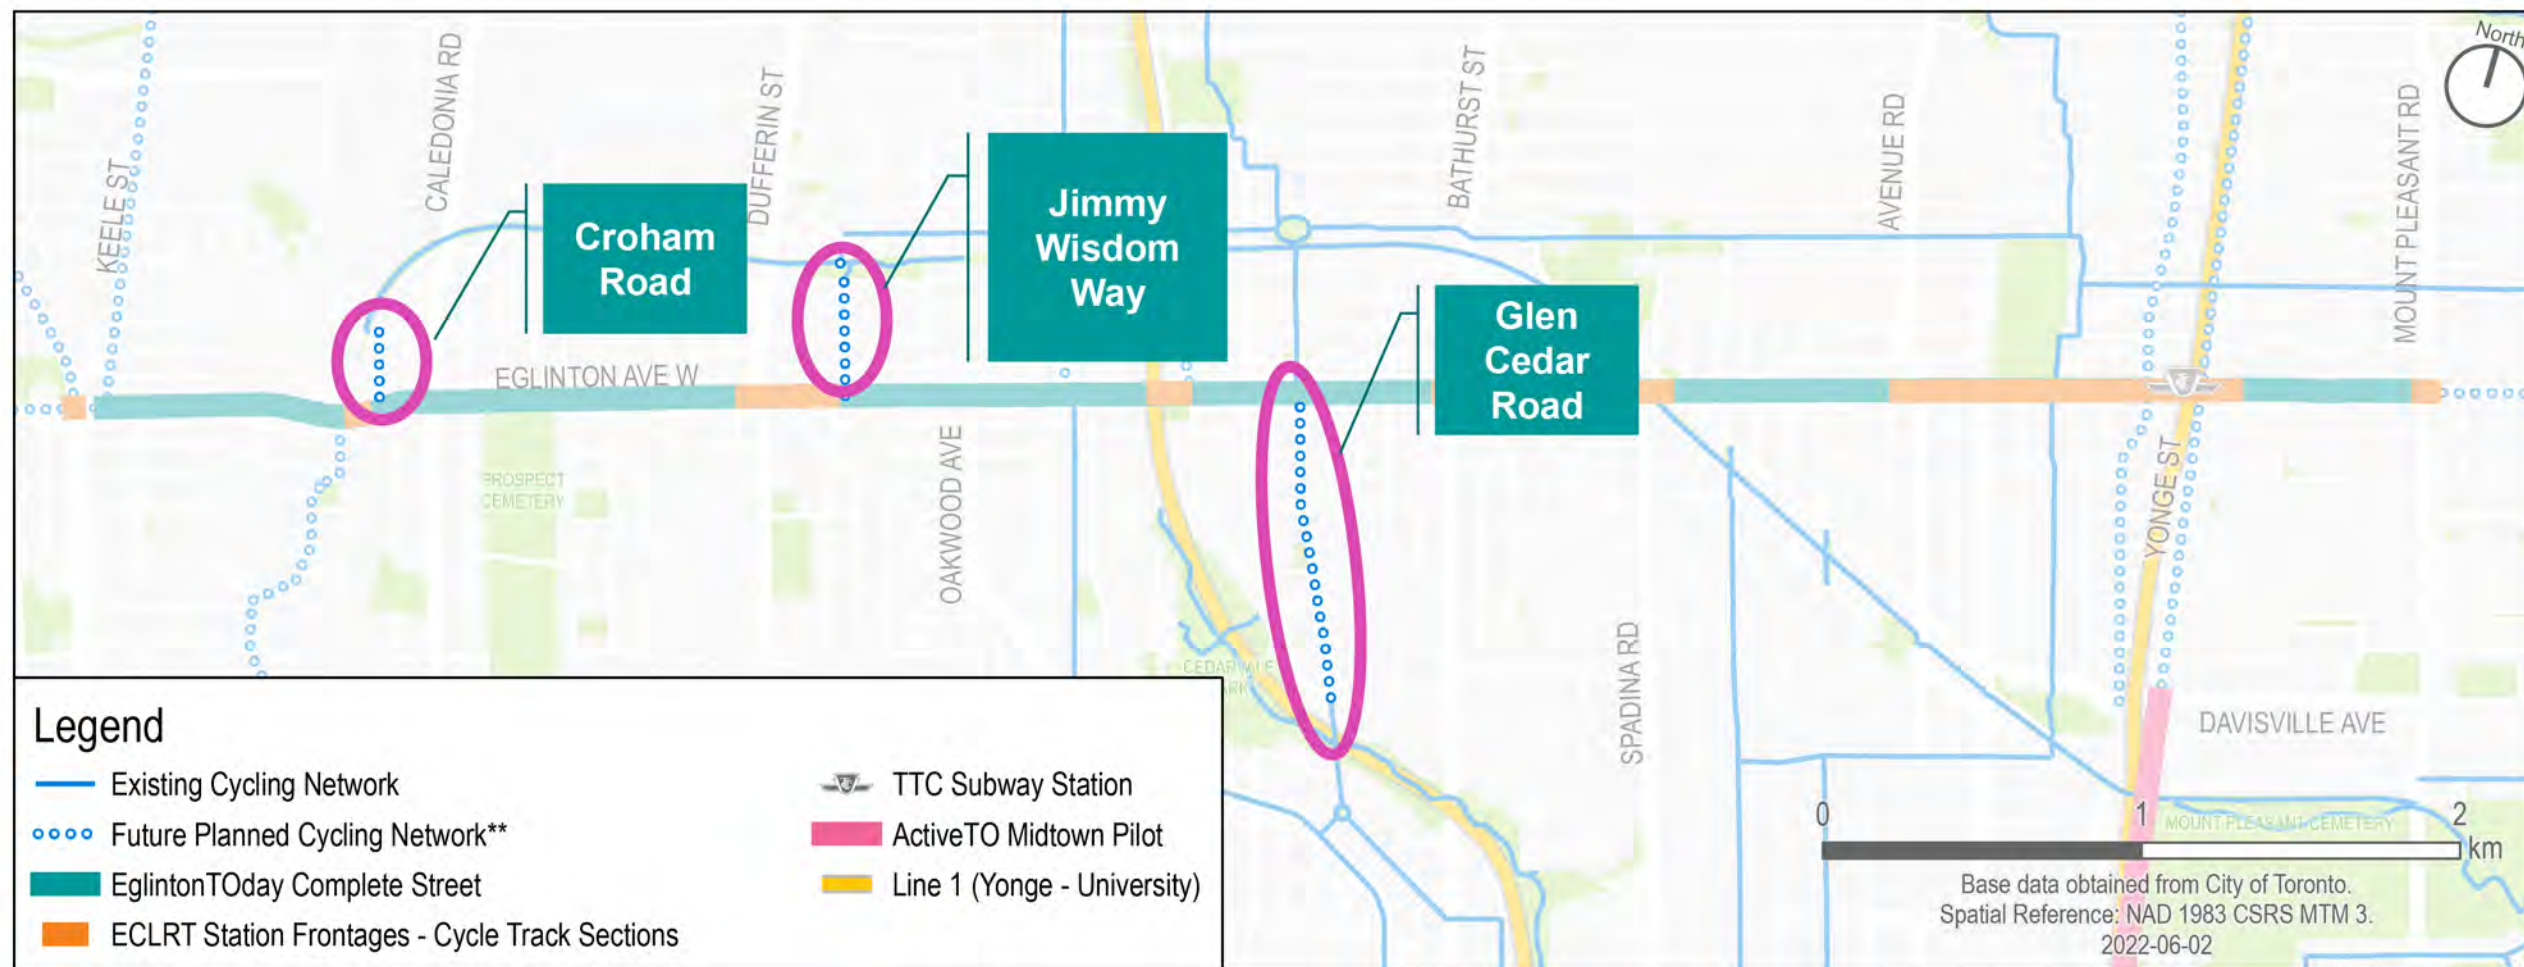 North
KEELE ST
CALEDONIA RD
DUFFERIN ST
BATHURST ST
AVENUE RD
MOUNT PLEASANT RD
Croham
Road
Jimmy
Wisdom
Way
Glen
Cedar
Road
EGLINTON AVE W
PROSPECT
CEMETERY
OAKWOOD AVE
YONGE ST
CEDARVALE
SPADINA RD
DAVISVILLE AVE
MOUNT PLEASANT CEMETERY
Legend
Existing Cycling Network
Future Planned Cycling Network**
EglintonTOday Complete Street
ECLRT Station Frontages - Cycle Track Sections
TTC Subway Station
ActiveTO Midtown Pilot
Line 1 (Yonge - University)
0 1 2
km
Base data obtained from City of Toronto.
Spatial Reference: NAD 1983 CSRS MTM 3.
2022-06-02